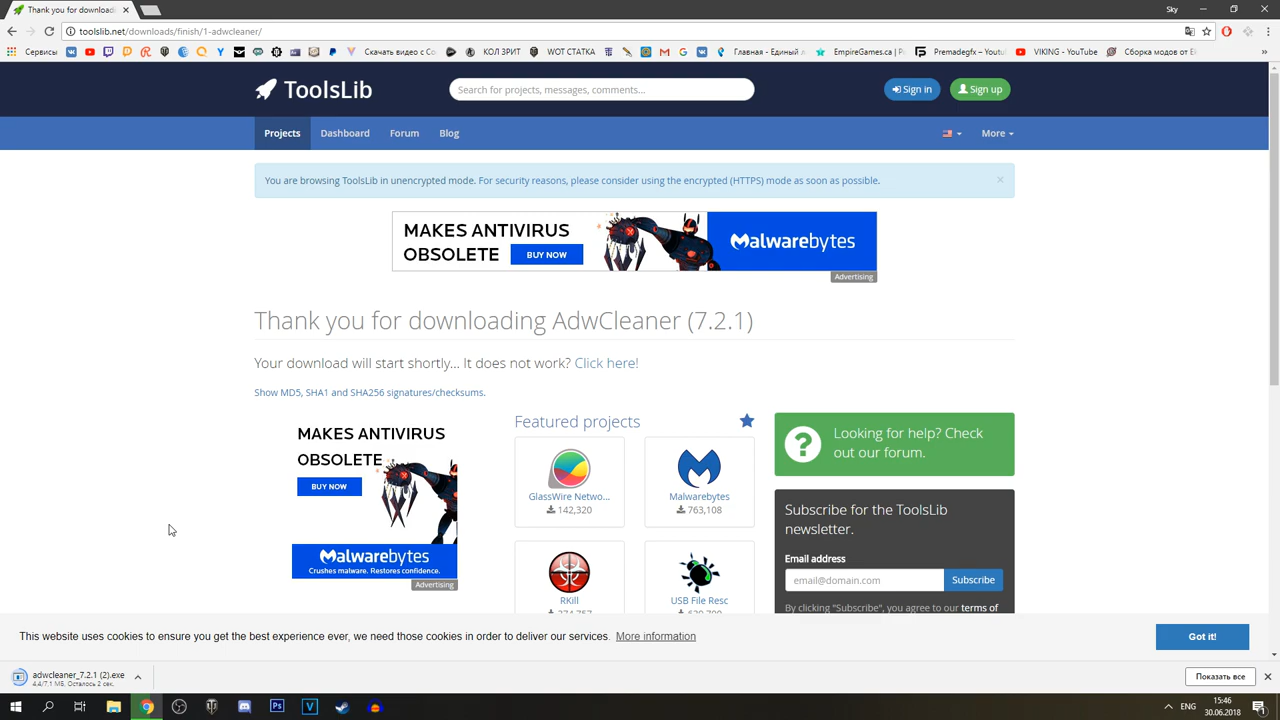 Thank you for downloading
Sky
toolslib.net/downloads/finish/1-adwcleaner/
Сервисы
Скачать видео с Со
КОЛ ЗРИТ
WOT СТАТКА
Главная - Единый
EmpireGames.ca
Premadegfx – Youtu
VIKING - YouTube
Сборка модов от
»
ToolsLib
Search for projects, messages, comments...
Sign in
Sign up
Projects
Dashboard
Forum
Blog
More
You are browsing ToolsLib in unencrypted mode. For security reasons, please consider using the encrypted (HTTPS) mode as soon as possible.
×
MAKES ANTIVIRUS
OBSOLETE
BUY NOW
Malwarebytes
Advertising
Thank you for downloading AdwCleaner (7.2.1)
Your download will start shortly... It does not work? Click here!
Show MD5, SHA1 and SHA256 signatures/checksums.
MAKES ANTIVIRUS
OBSOLETE
BUY NOW
Malwarebytes
Crushes malware. Restores confidence.
Advertising
Featured projects
GlassWire Netwo...
142,320
Malwarebytes
763,108
RKill
USB File Resc
Looking for help? Check
out our forum.
Subscribe for the ToolsLib
newsletter.
Email address
email@domain.com
Subscribe
By clicking "Subscribe", you agree to our terms of
This website uses cookies to ensure you get the best experience ever, we need those cookies in order to deliver our services. More information
Got it!
adwcleaner_7.2.1 (2).exe
4.4/7.1 МБ, Осталось 2 сек.
Показать все
Ps
V
ENG
15:46
30.06.2018